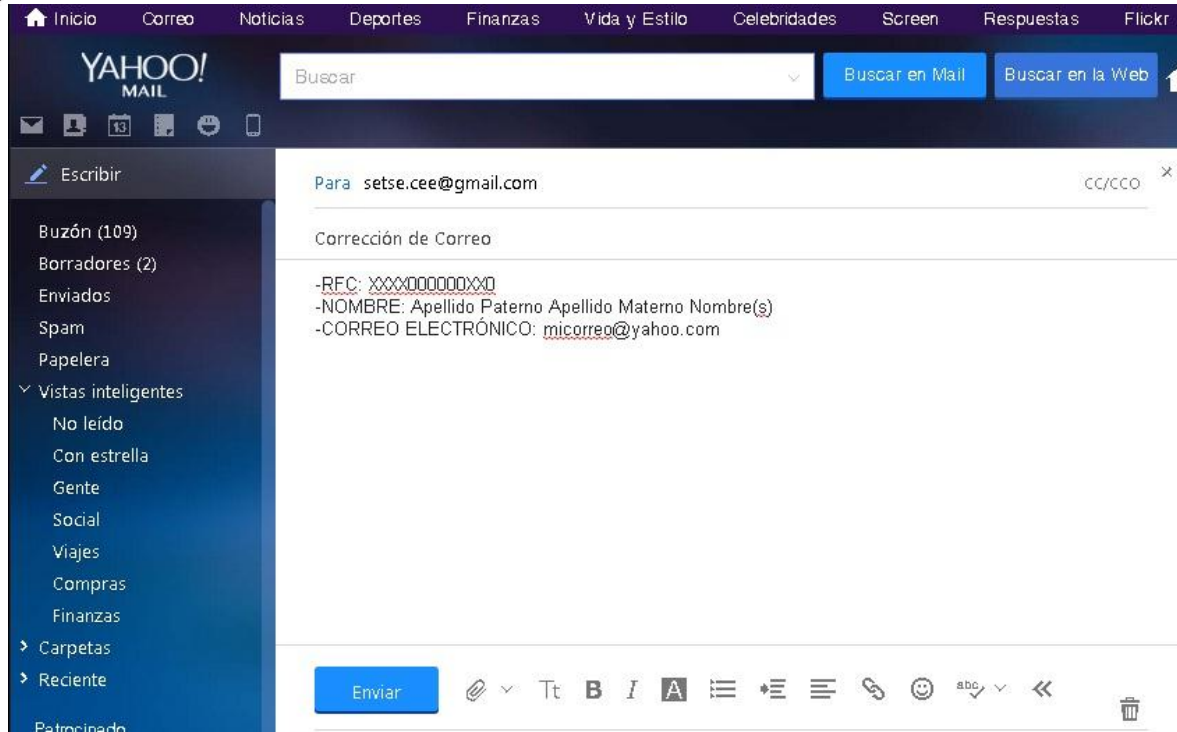 Inicio Correo Noticias Deportes Finanzas Vida y Estilo Celebridades Screen Respuestas Flickr
YAHOO!
MAIL
Buscar
Buscar en Mail
Buscar en la Web
13
Escribir
Para setse.cee@gmail.com CC/CCO
Corrección de Correo
-RFC: XXXX000000XX0
-NOMBRE: Apellido Paterno Apellido Materno Nombre(s)
-CORREO ELECTRÓNICO: micorreo@yahoo.com
Buzón (109)
Borradores (2)
Enviados
Spam
Papelera
Vistas inteligentes
No leído
Con estrella
Gente
Social
Viajes
Compras
Finanzas
Carpetas
Reciente
Patrocinado
Enviar Tt B I A abc